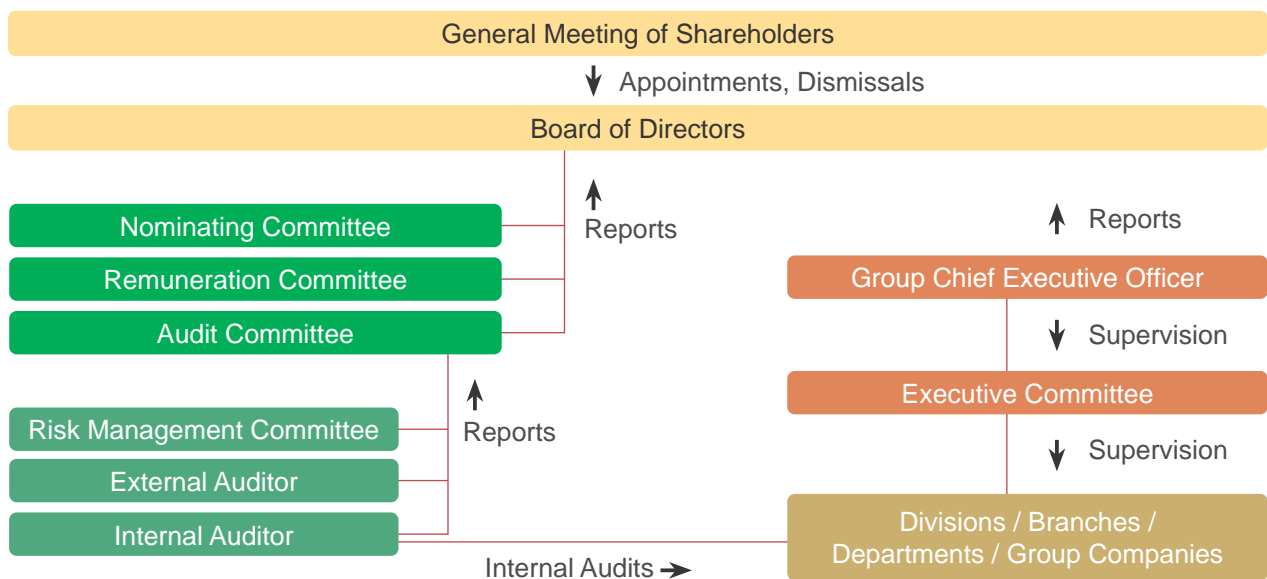 General Meeting of Shareholders
Appointments, Dismissals
Board of Directors
Reports
Nominating Committee
Remuneration Committee
Audit Committee
Reports
Risk Management Committee
External Auditor
Internal Auditor
Internal Audits
Reports
Group Chief Executive Officer
Supervision
Executive Committee
Supervision
Divisions / Branches /
Departments / Group Companies